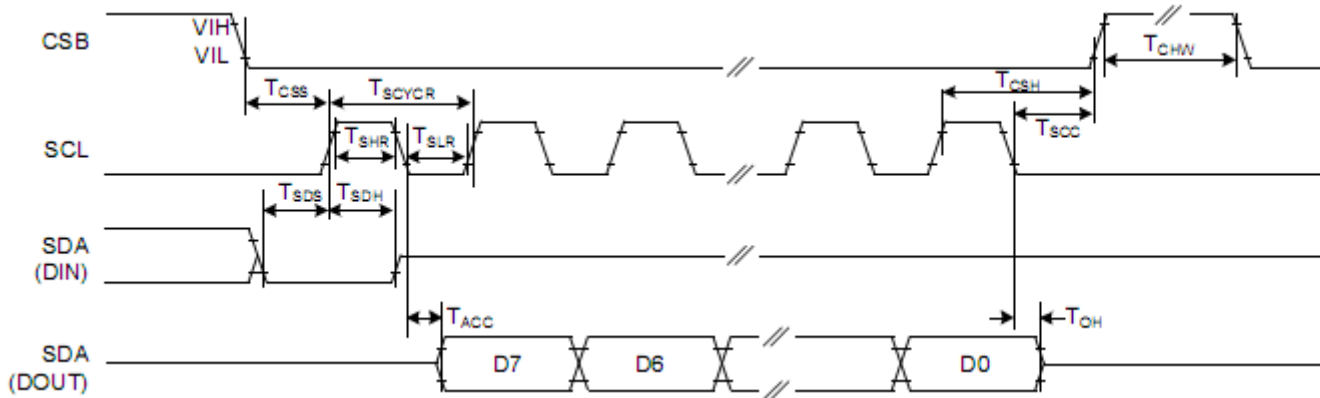 CSB
VIH
VIL
TCHW
TCSS
TSCYCR
TCSH
SCL
TSHR
TSLR
TSCC
TSDS
TSDH
SDA
(DIN)
TACC
TOH
SDA
(DOUT)
D7
D6
D0